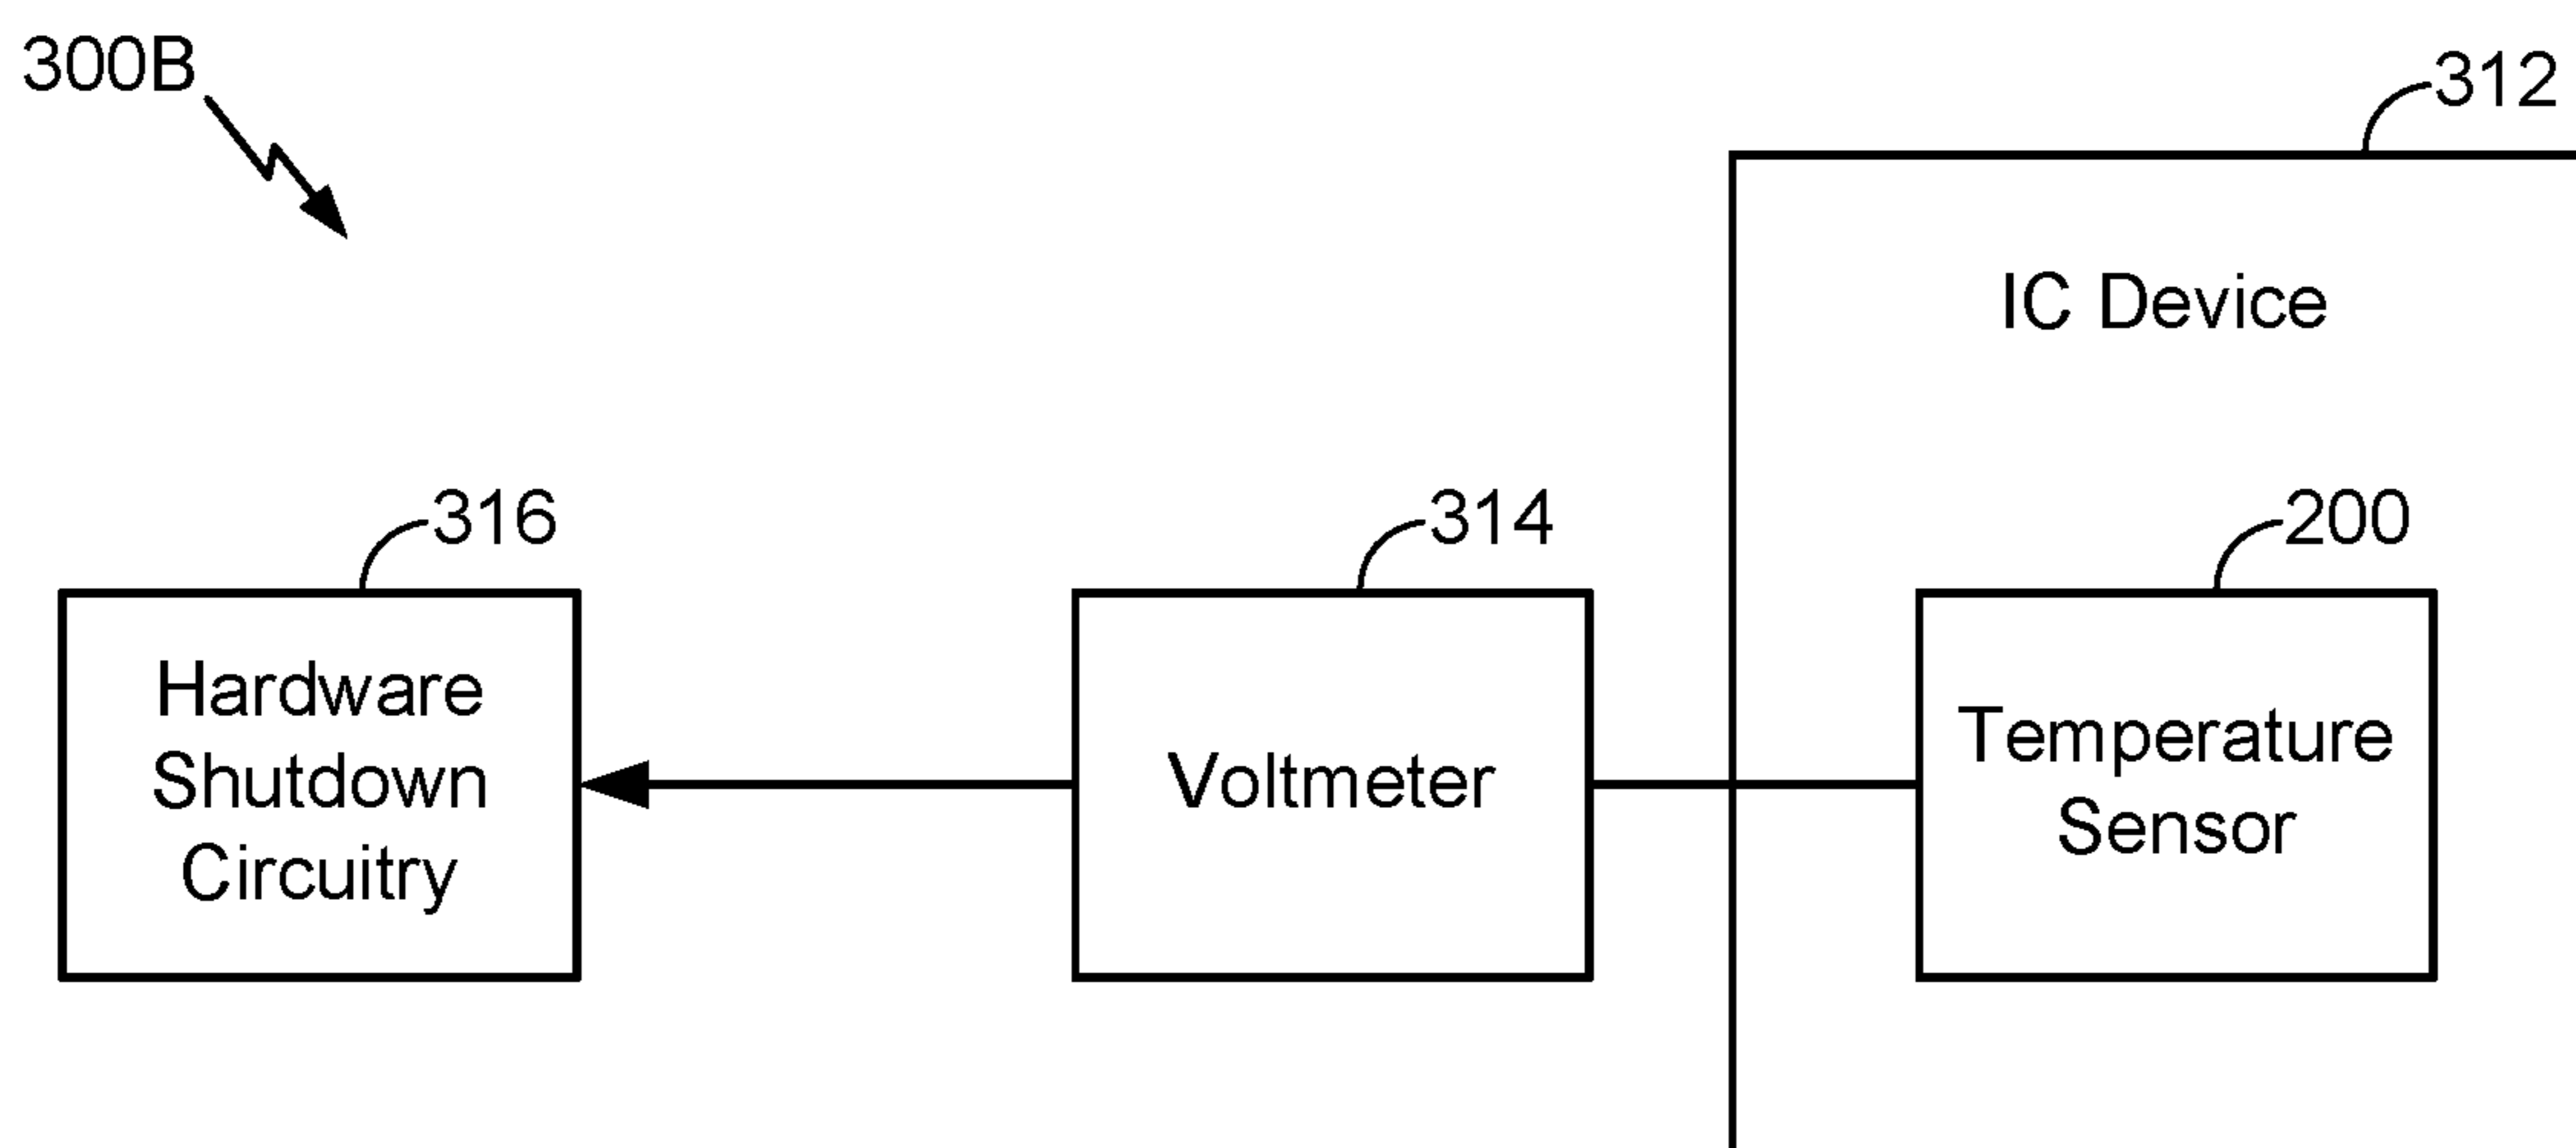 300B
312
IC Device
316
314
200
Hardware
Shutdown
Circuitry
Voltmeter
Temperature
Sensor